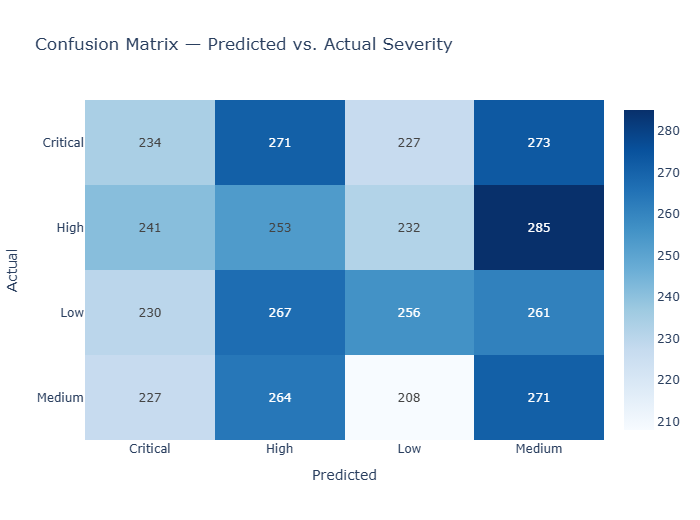 Confusion Matrix — Predicted vs. Actual Severity
Critical 234 271 227 273
High 241 253 232 285
Low 230 267 256 261
Medium 227 264 208 271
Critical High Low Medium
Predicted
Actual
280
270
260
250
240
230
220
210